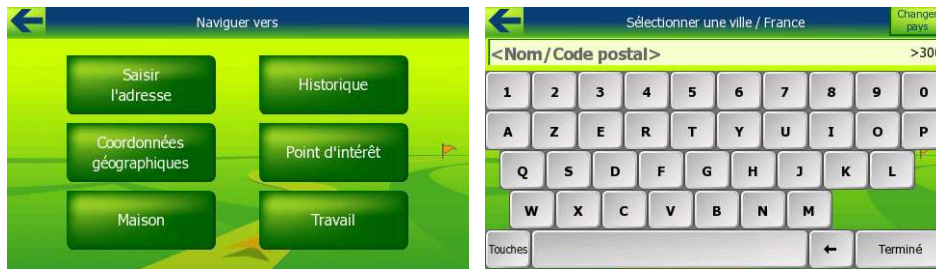 Naviguer vers
Saisir
l'adresse
Historique
Coordonnées
géographiques
Point d'intérêt
Maison
Travail
Sélectionner une ville / France
Changer
pays
<Nom/Code postal>
>300
1 2 3 4 5 6 7 8 9 0
A Z E R T Y U I O P
Q S D F G H J K L
W X C V B N M
Touches
Terminé